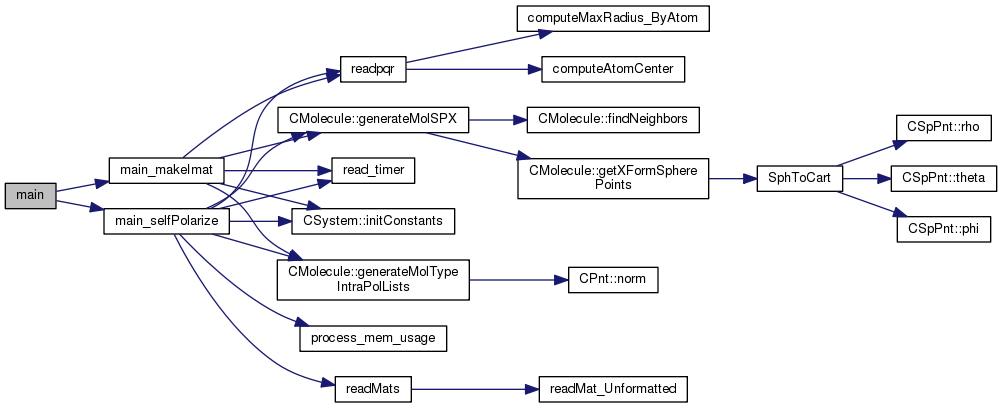 main
main_makeImat
main_selfPolarize
readpqr
CMolecule::generateMolSPX
read_timer
CSystem::initConstants
CMolecule::generateMolType
IntraPolLists
process_mem_usage
readMats
computeMaxRadius_ByAtom
computeAtomCenter
CMolecule::findNeighbors
CMolecule::getXFormSphere
Points
CPnt::norm
readMat_Unformatted
SphToCart
CSpPnt::rho
CSpPnt::theta
CSpPnt::phi